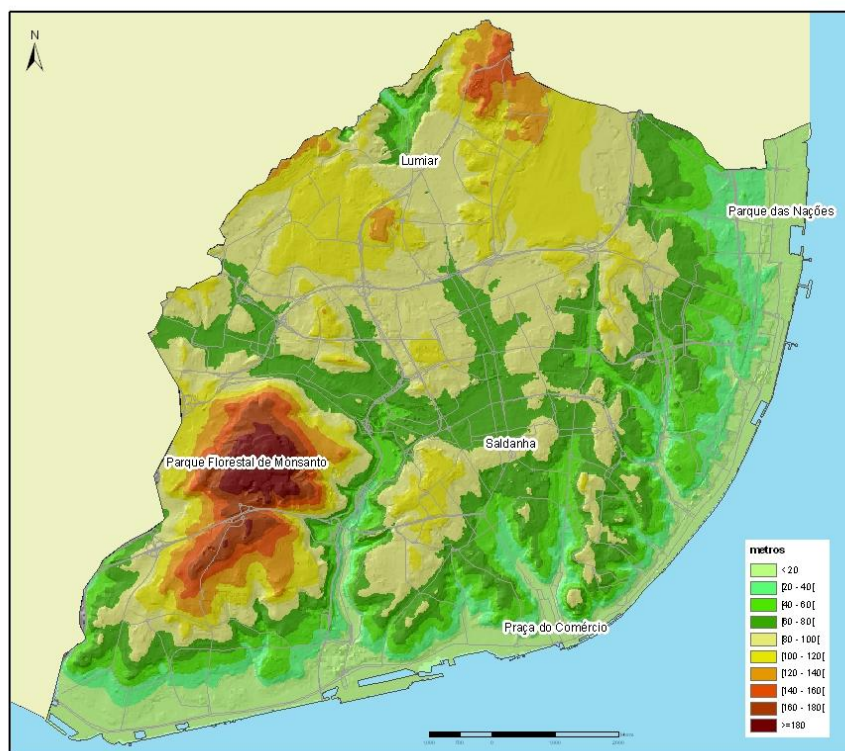 N
Lumiar
Parque das Nações
Saldanha
Parque Florestal de Monsanto
Praça do Comércio
metros
< 20
[20 - 40[
[40 - 60[
[60 - 80[
[80 - 100[
[100 - 120[
[120 - 140[
[140 - 160[
[160 - 180[
>=180